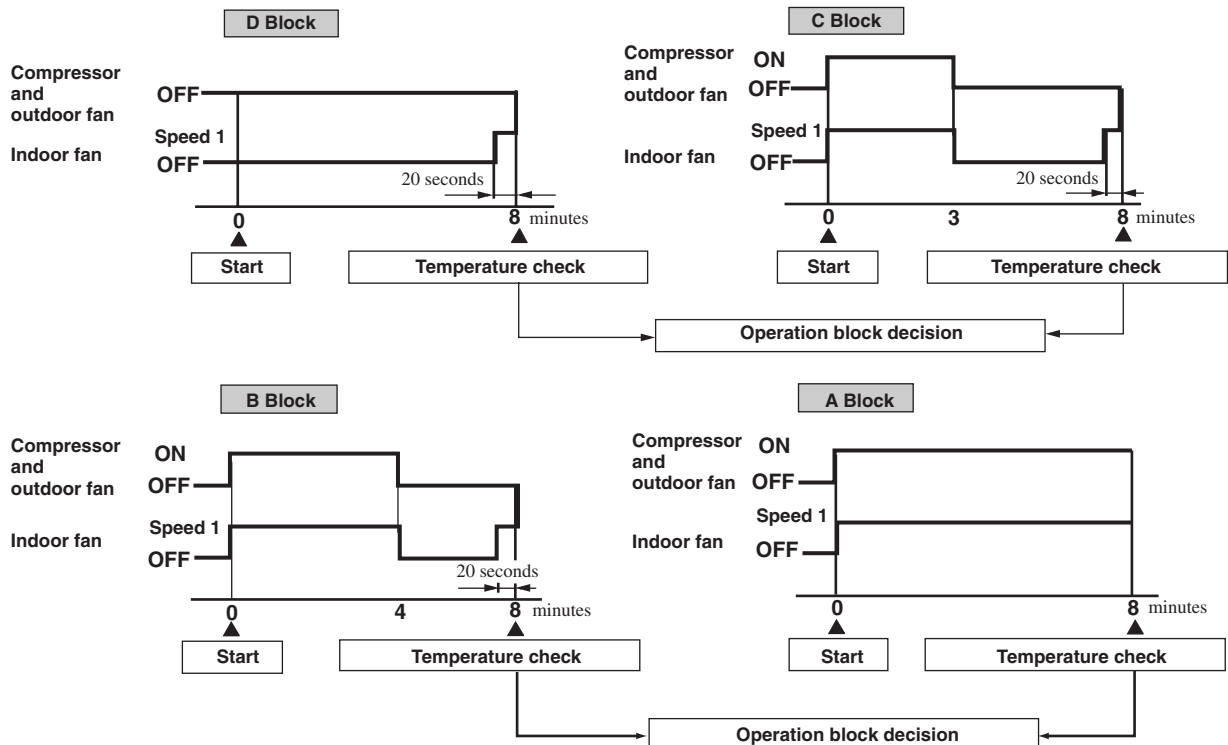 D Block
Compressor
and
outdoor fan
OFF
Speed 1
Indoor fan
OFF
20 seconds
0
8 minutes
Start
Temperature check
C Block
Compressor
and
outdoor fan
ON
OFF
Speed 1
Indoor fan
OFF
20 seconds
0
3
8 minutes
Start
Temperature check
Operation block decision
B Block
Compressor
and
outdoor fan
ON
OFF
Speed 1
Indoor fan
OFF
20 seconds
0
4
8 minutes
Start
Temperature check
A Block
Compressor
and
outdoor fan
ON
OFF
Speed 1
Indoor fan
OFF
0
8 minutes
Start
Temperature check
Operation block decision